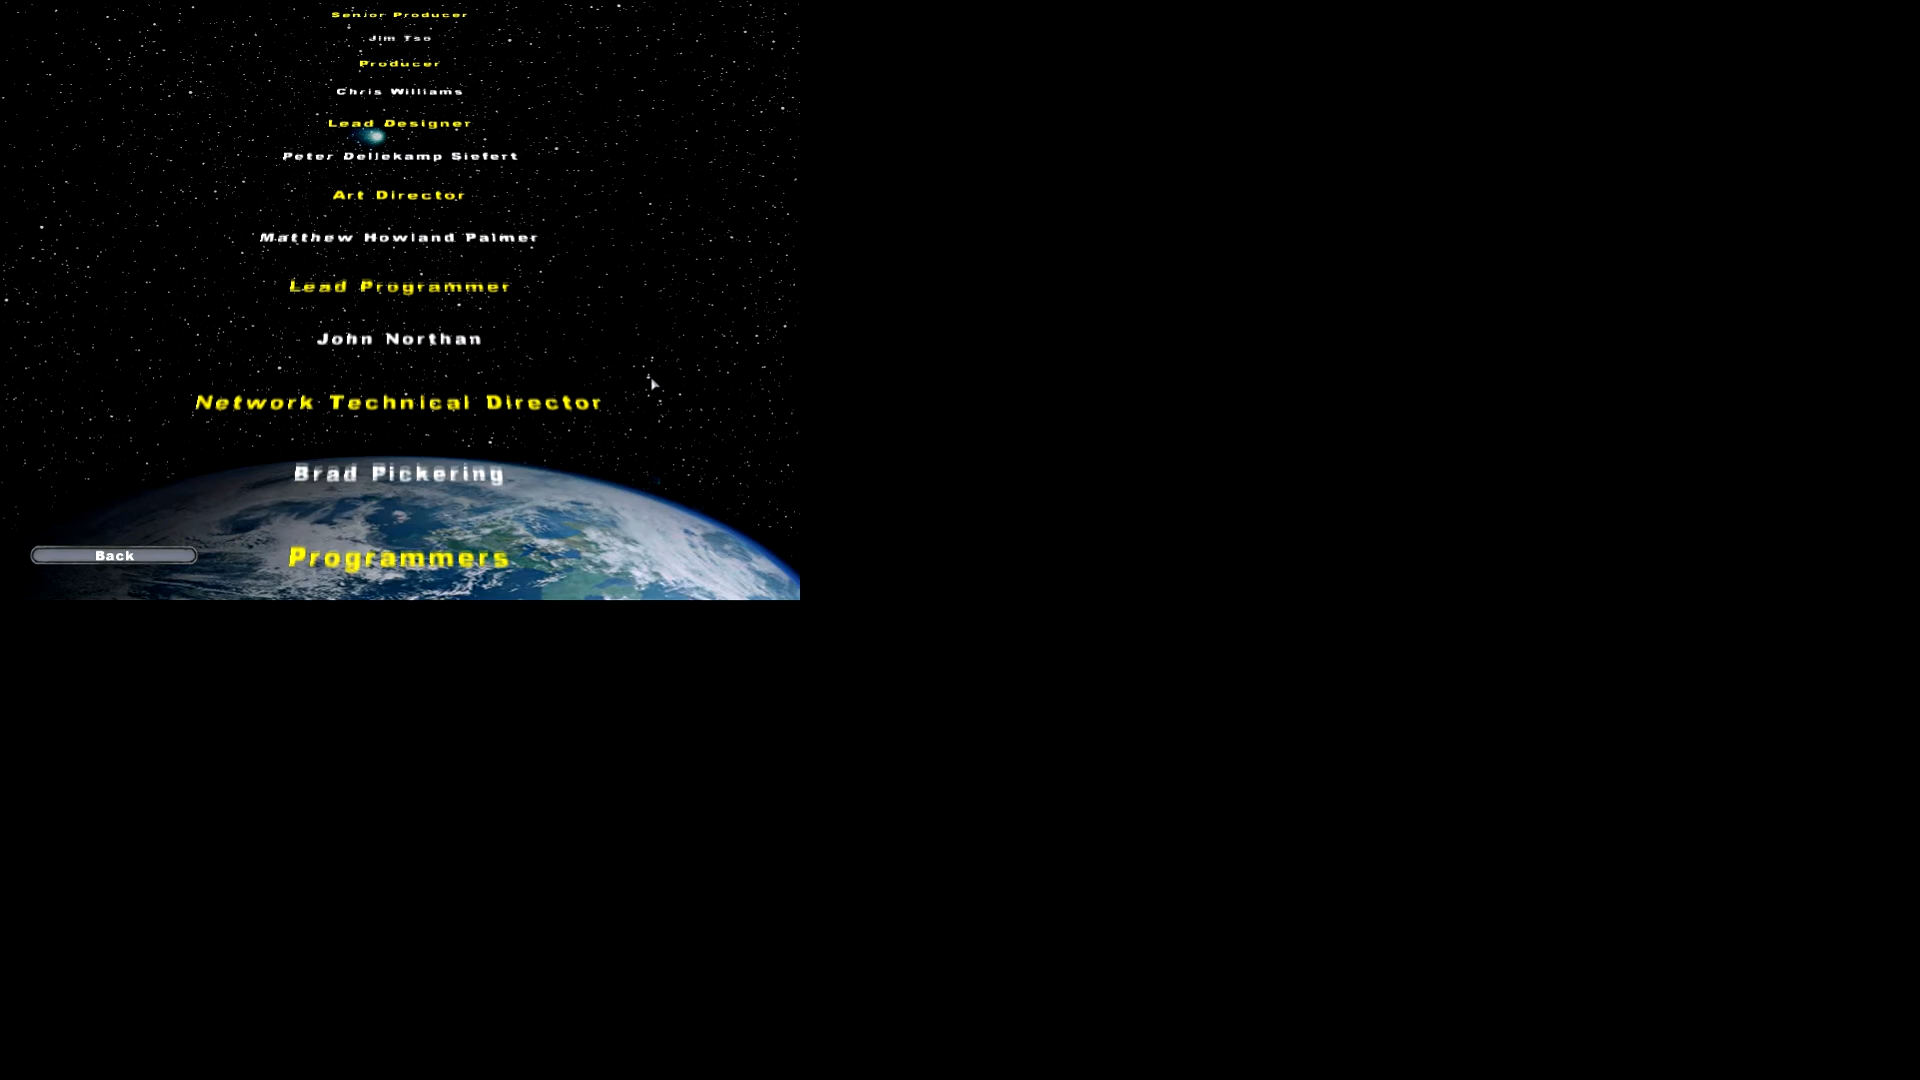 Senior Producer
Jim Tso
Producer
Chris Williams
Lead Designer
Peter Dellekamp Siefert
Art Director
Matthew Howland Palmer
Lead Programmer
John Northan
Network Technical Director
Brad Pickering
Programmers
Back